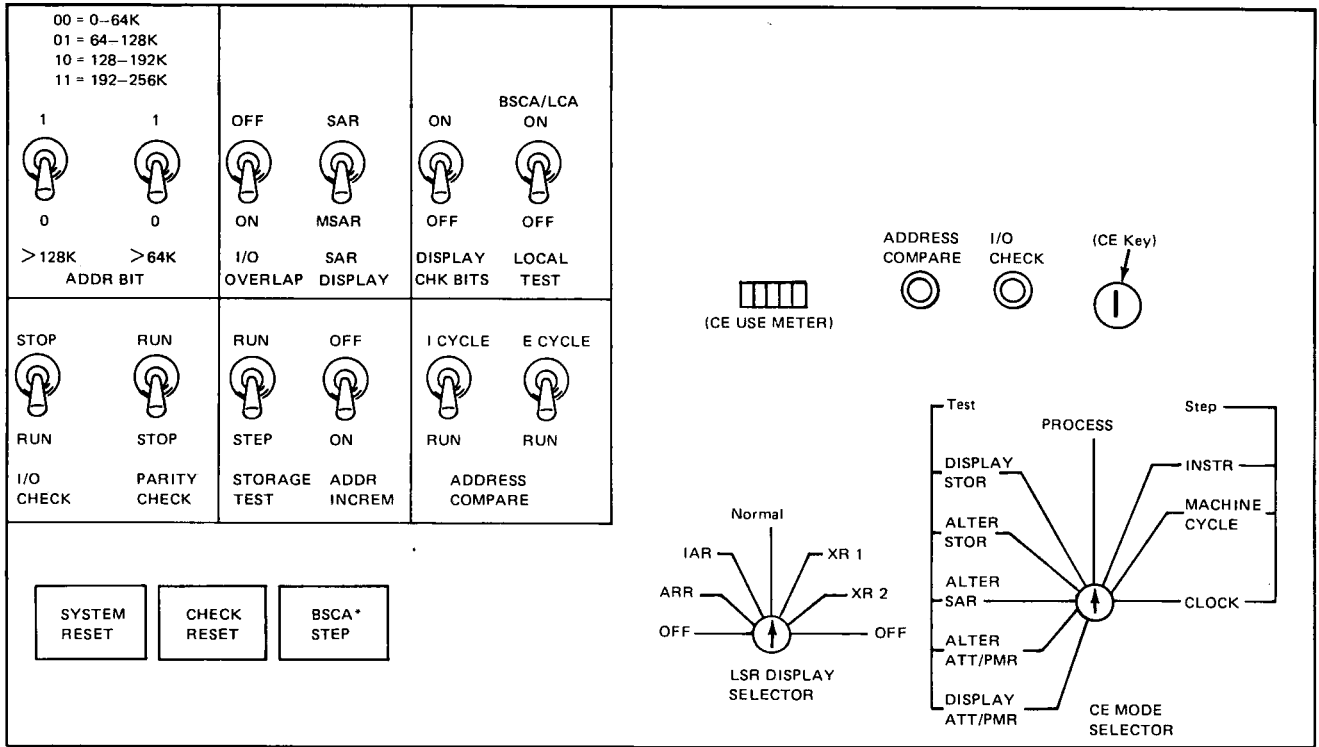 00 = 0–64K
01 = 64–128K
10 = 128–192K
11 = 192–256K
1 1
0 0
>128K >64K
ADDR BIT
OFF SAR
ON MSAR
I/O SAR
OVERLAP DISPLAY
BSCA/LCA
ON ON
OFF OFF
DISPLAY LOCAL
CHK BITS TEST
STOP RUN
RUN STOP
I/O PARITY
CHECK CHECK
RUN OFF
STEP ON
STORAGE ADDR
TEST INCREM
I CYCLE E CYCLE
RUN RUN
ADDRESS
COMPARE
SYSTEM
RESET
CHECK
RESET
BSCA*
STEP
(CE USE METER)
ADDRESS
COMPARE
I/O
CHECK
(CE Key)
Normal
IAR XR 1
ARR XR 2
OFF OFF
LSR DISPLAY
SELECTOR
Test
PROCESS
Step
DISPLAY
STOR
ALTER
STOR
ALTER
SAR
ALTER
ATT/PMR
DISPLAY
ATT/PMR
INSTR
MACHINE
CYCLE
CLOCK
CE MODE
SELECTOR